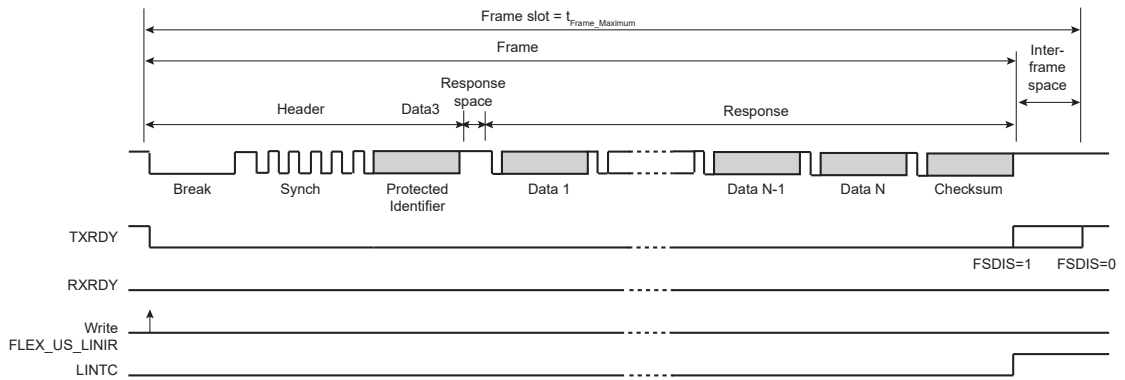 Frame slot = tFrame_Maximum
Frame
Inter-
frame
space
Response
space
Header
Data3
Response
Break
Synch
Protected
Identifier
Data 1
Data N-1
Data N
Checksum
TXRDY
FSDIS=1
FSDIS=0
RXRDY
Write
FLEX_US_LINIR
LINTC